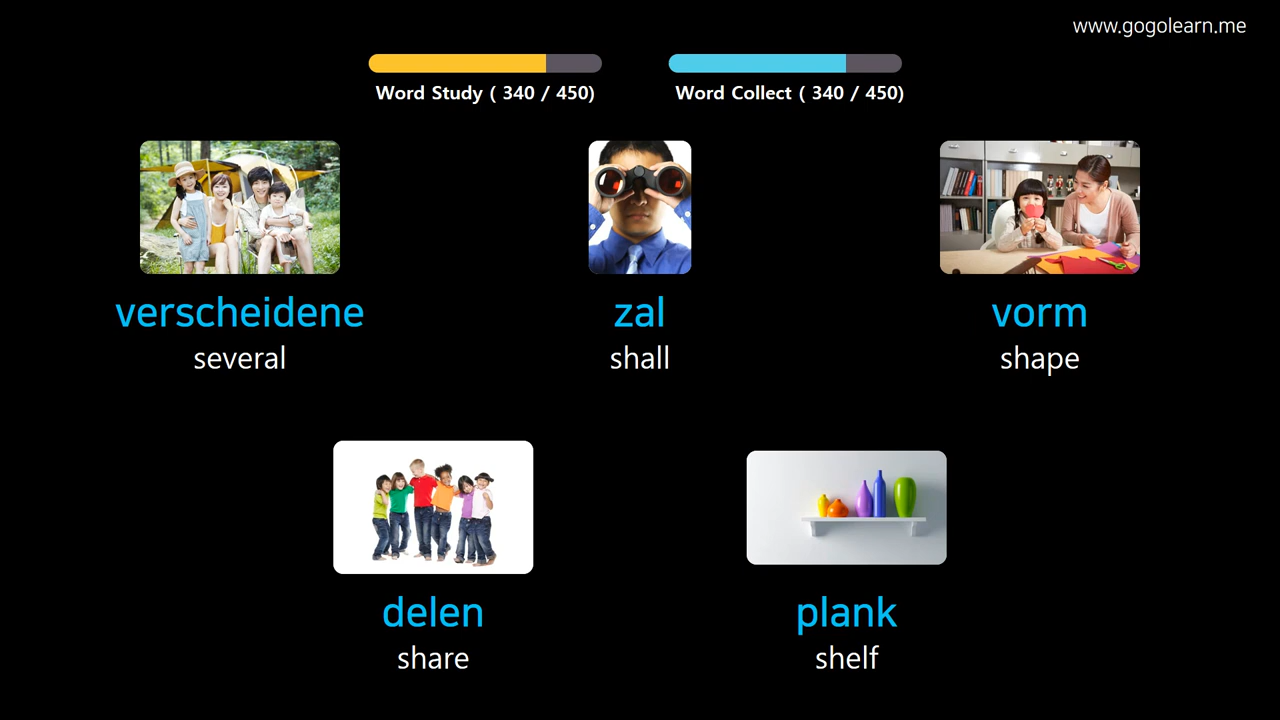 www.gogolearn.me
Word Study ( 340 / 450)
Word Collect ( 340 / 450)
verscheidene
several
zal
shall
vorm
shape
delen
share
plank
shelf